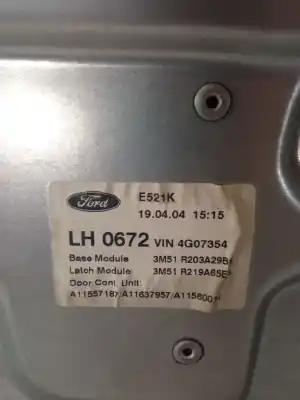 Ford
E521K
19.04.04 15:15
LH 0672 VIN 4G07354
Base Module 3M51 R203A29B
Latch Module 3M51 R219A65E
Door Cont. Unit:
A11557187/A11637957/A115600